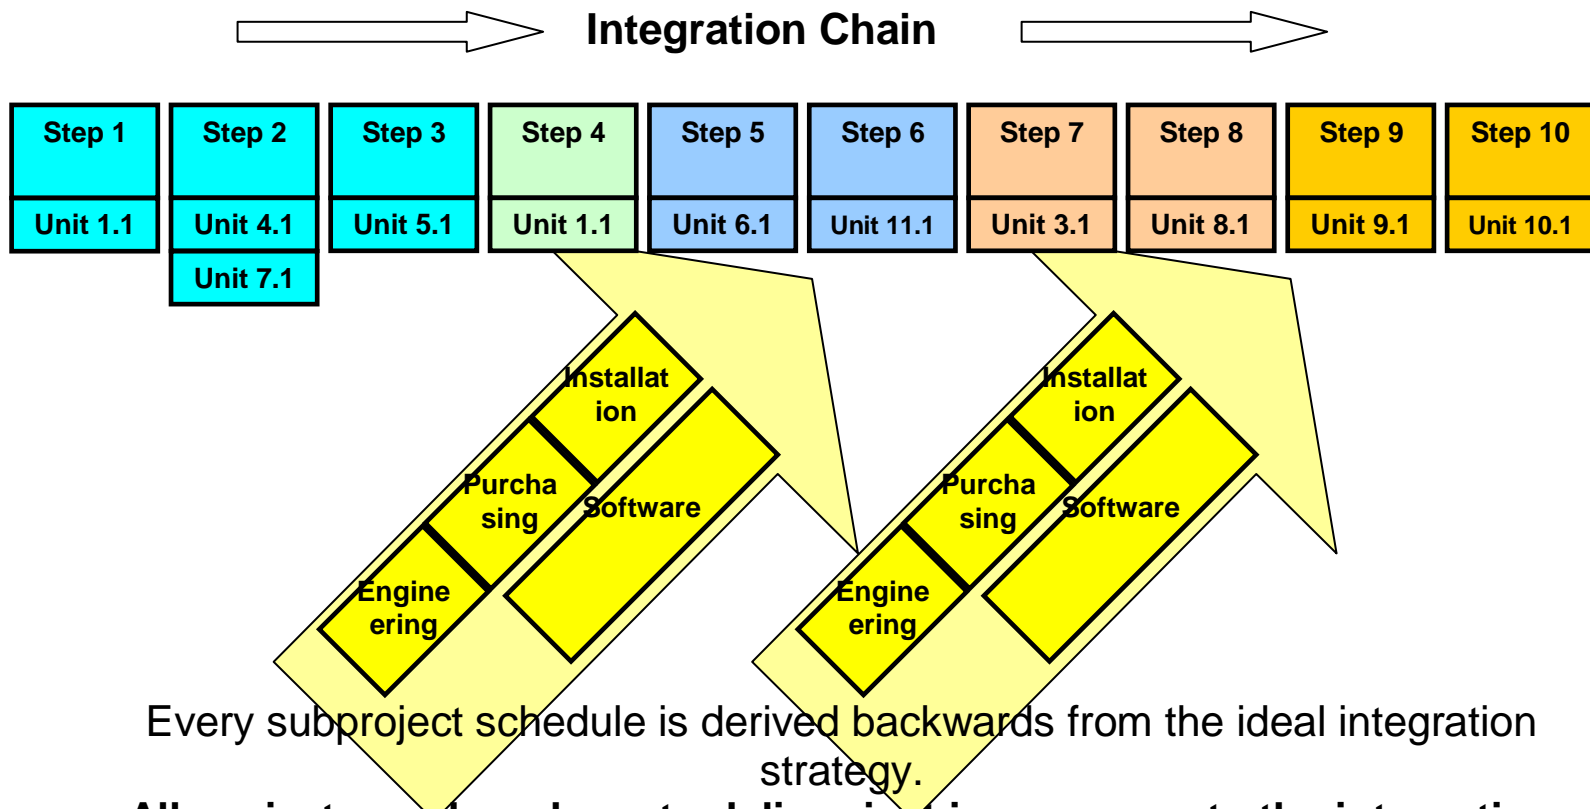 Integration Chain
Step 1
Step 2
Step 3
Step 4
Step 5
Step 6
Step 7
Step 8
Step 9
Step 10
Unit 1.1
Unit 4.1
Unit 5.1
Unit 1.1
Unit 6.1
Unit 11.1
Unit 3.1
Unit 8.1
Unit 9.1
Unit 10.1
Unit 7.1
Installat
ion
Purcha
sing
Software
Engine
ering
Installat
ion
Purcha
sing
Software
Engine
ering
Every subproject schedule is derived backwards from the ideal integration
strategy.